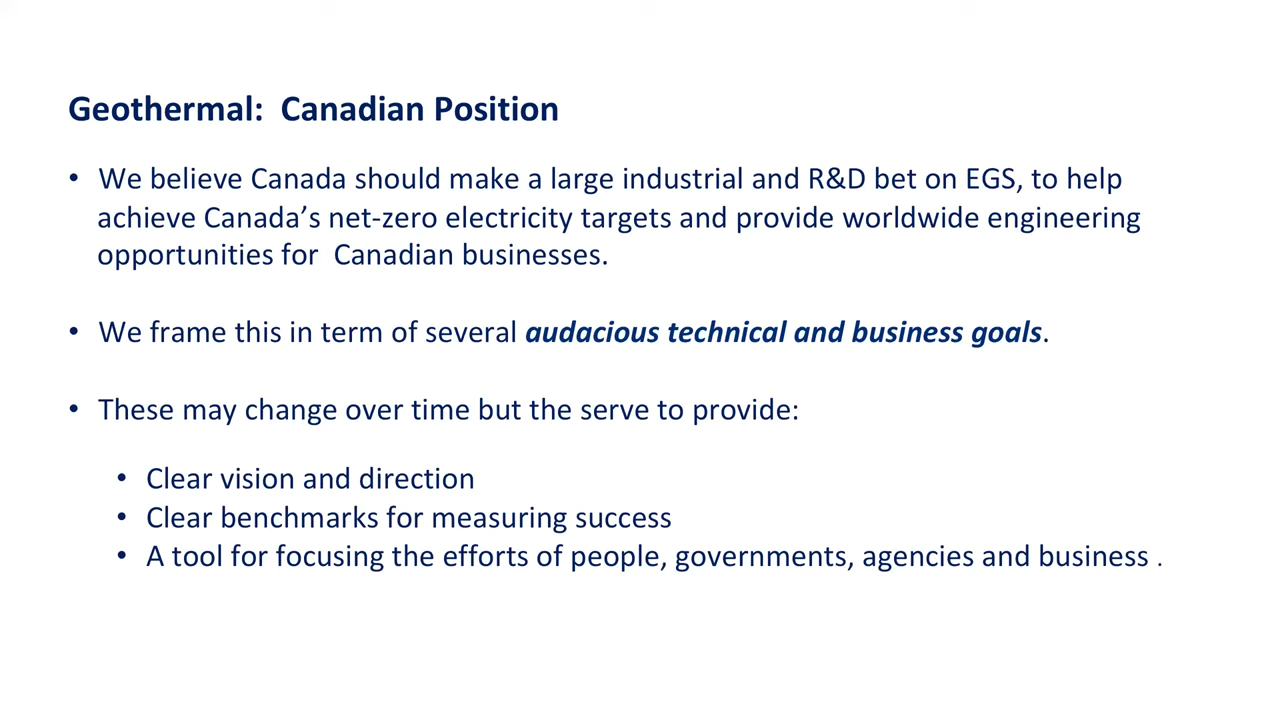 Geothermal:  Canadian Position
• We believe Canada should make a large industrial and R&D bet on EGS, to help
achieve Canada’s net-zero electricity targets and provide worldwide engineering
opportunities for  Canadian businesses.
• We frame this in term of several audacious technical and business goals.
• These may change over time but the serve to provide:
• Clear vision and direction
• Clear benchmarks for measuring success
• A tool for focusing the efforts of people, governments, agencies and business .